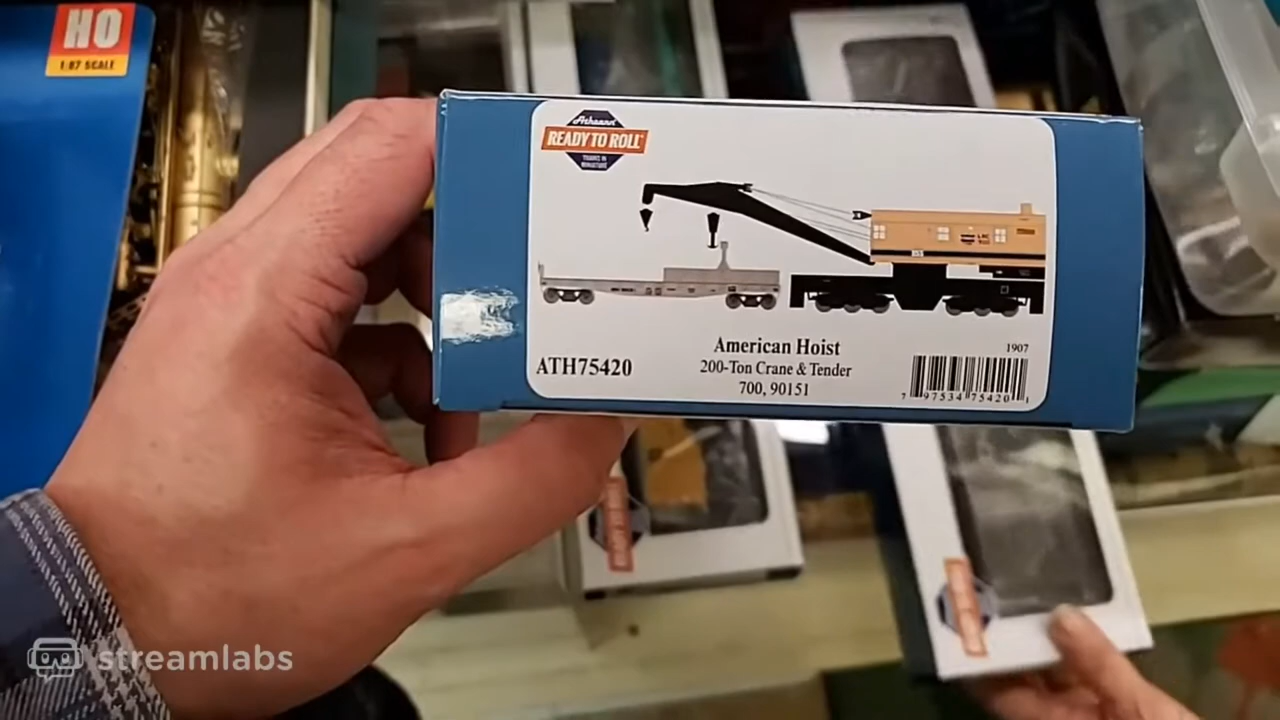 HO
1:87 SCALE
Athearn
READY TO ROLL
TRAINS IN
MINIATURE
American Hoist
1907
ATH75420
200-Ton Crane & Tender
700, 90151
7 97534 75420 1
streamlabs